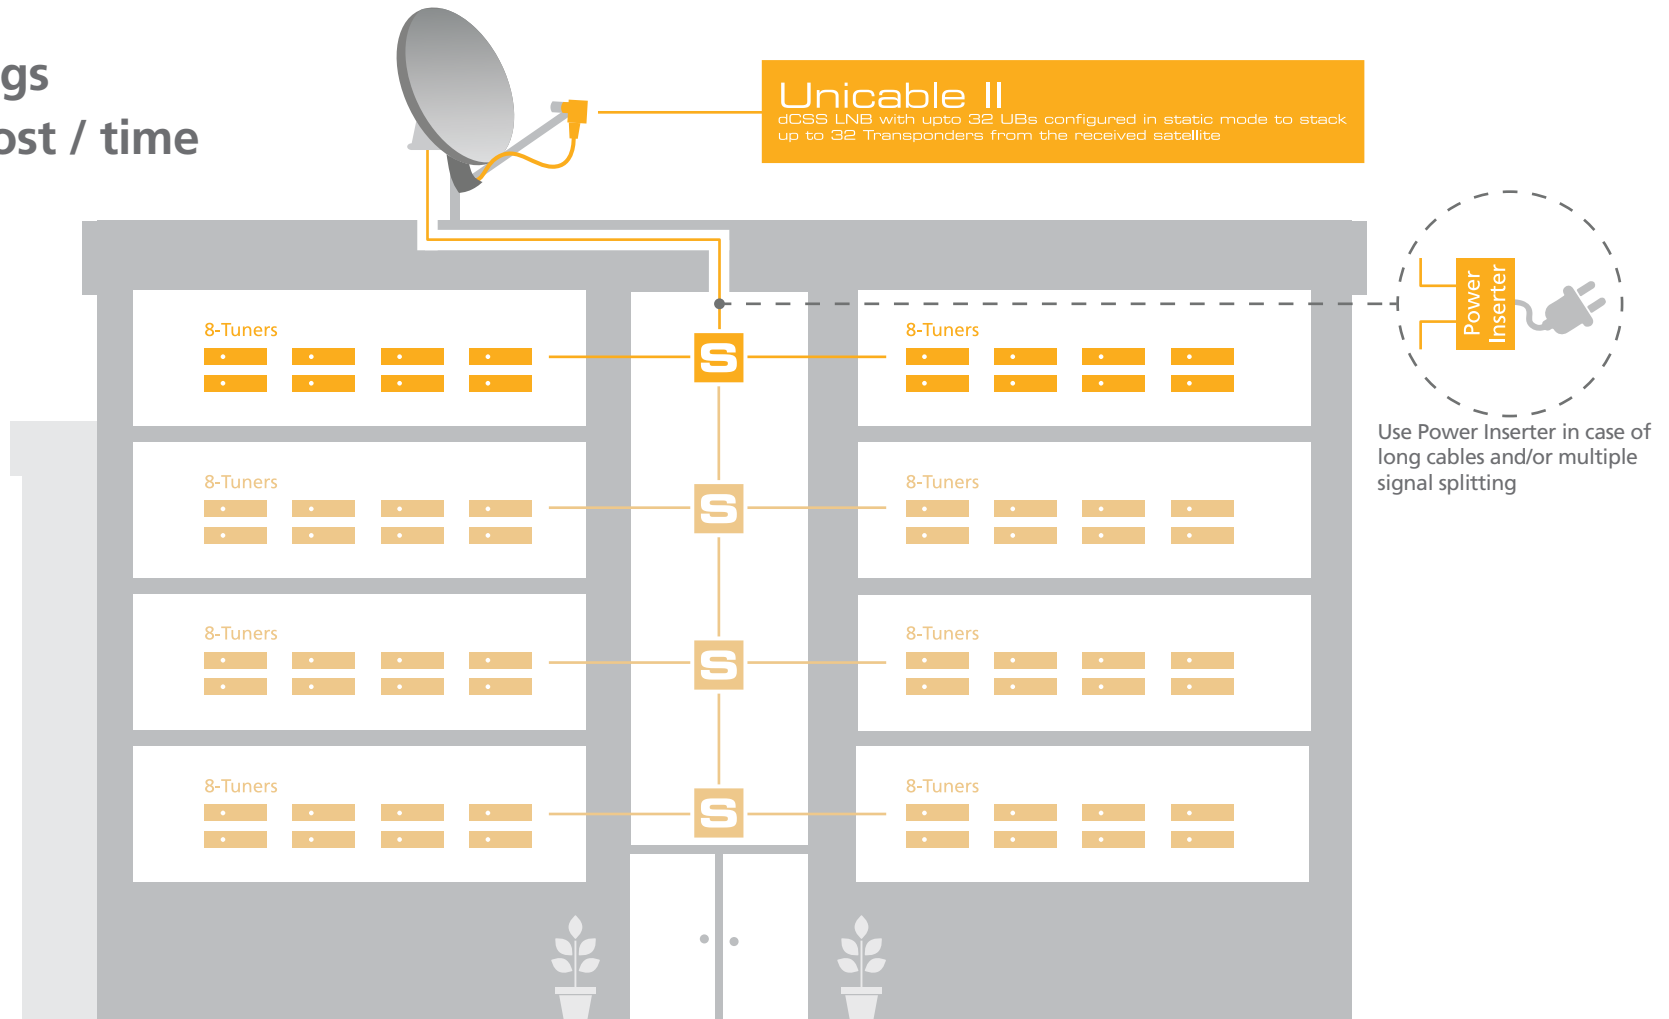 gs
ost / time
Unicable II
dCSS LNB with upto 32 UBs configured in static mode to stack
up to 32 Transponders from the received satellite
Power
Inserter
Use Power Inserter in case of
long cables and/or multiple
signal splitting
8-Tuners
S
8-Tuners
8-Tuners
S
8-Tuners
8-Tuners
S
8-Tuners
8-Tuners
S
8-Tuners